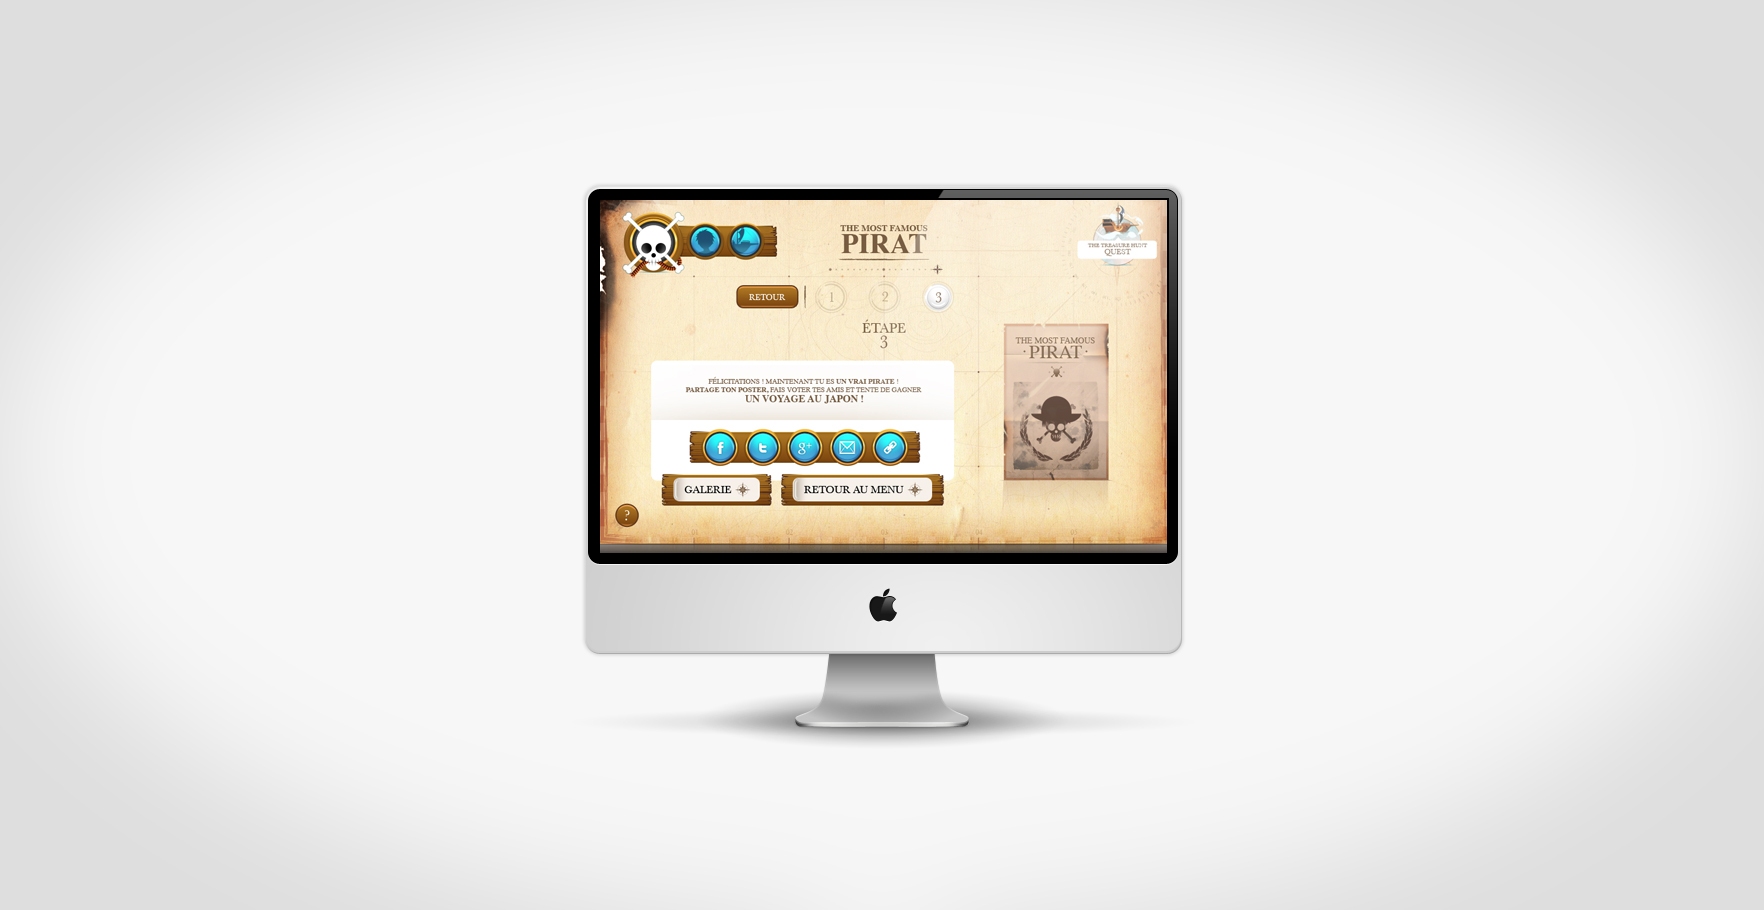 THE MOST FAMOUS
PIRAT
THE TREASURE HUNT
QUEST
RETOUR
1
2
3
ÉTAPE
3
THE MOST FAMOUS
· PIRAT ·
FÉLICITATIONS ! MAINTENANT TU ES UN VRAI PIRATE !
PARTAGE TON POSTER, FAIS VOTER TES AMIS ET TENTE DE GAGNER
UN VOYAGE AU JAPON !
f
t
g+
GALERIE
RETOUR AU MENU
?